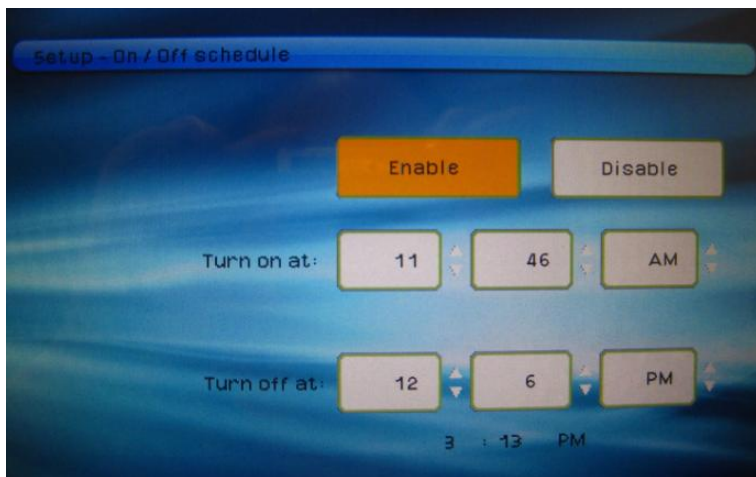 Setup - On / Off schedule
Enable Disable
Turn on at: 11 46 AM
Turn off at: 12 6 PM
3 : 13 PM